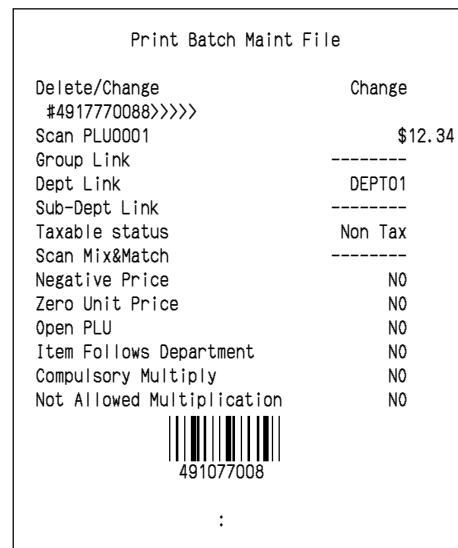 Print Batch Maint File
Delete/Change Change
#4917770088>>>>>
Scan PLU0001 $12.34
Group Link --------
Dept Link DEPT01
Sub-Dept Link --------
Taxable status Non Tax
Scan Mix&Match --------
Negative Price NO
Zero Unit Price NO
Open PLU NO
Item Follows Department NO
Compulsory Multiply NO
Not Allowed Multiplication NO
491077008
: